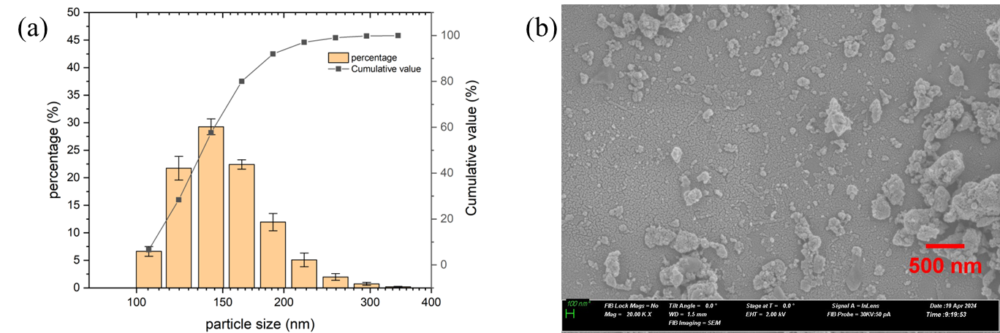 (a)
50
45
40
35
30
25
20
15
10
5
0
percentage (%)
100
80
60
40
20
0
Cumulative value (%)
percentage
Cumulative value
100 150 200 300 400
particle size (nm)
(b)
500 nm
100 nm*
FIB Lock Mags = No Tilt Angle = 0.0 ° Stage at T = 0.0 ° Signal A = InLens Date :19 Apr 2024
Mag = 20.00 K X WD = 1.5 mm EHT = 2.00 kV FIB Probe = 30KV:50 pA Time :9:19:53
FIB Imaging = SEM